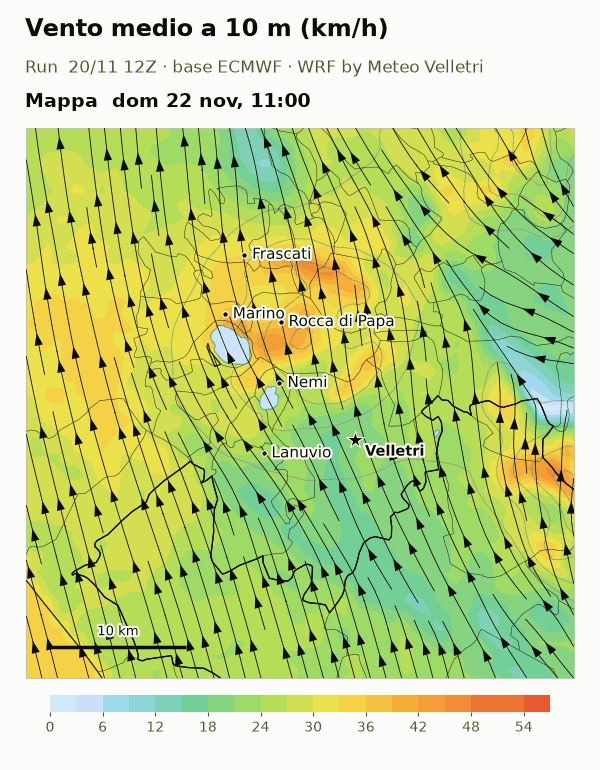 Vento medio a 10 m (km/h)
Run  20/11 12Z · base ECMWF · WRF by Meteo Velletri
Mappa  dom 22 nov, 11:00
Frascati
Marino
Rocca di Papa
Nemi
Velletri
Lanuvio
10 km
0 6 12 18 24 30 36 42 48 54